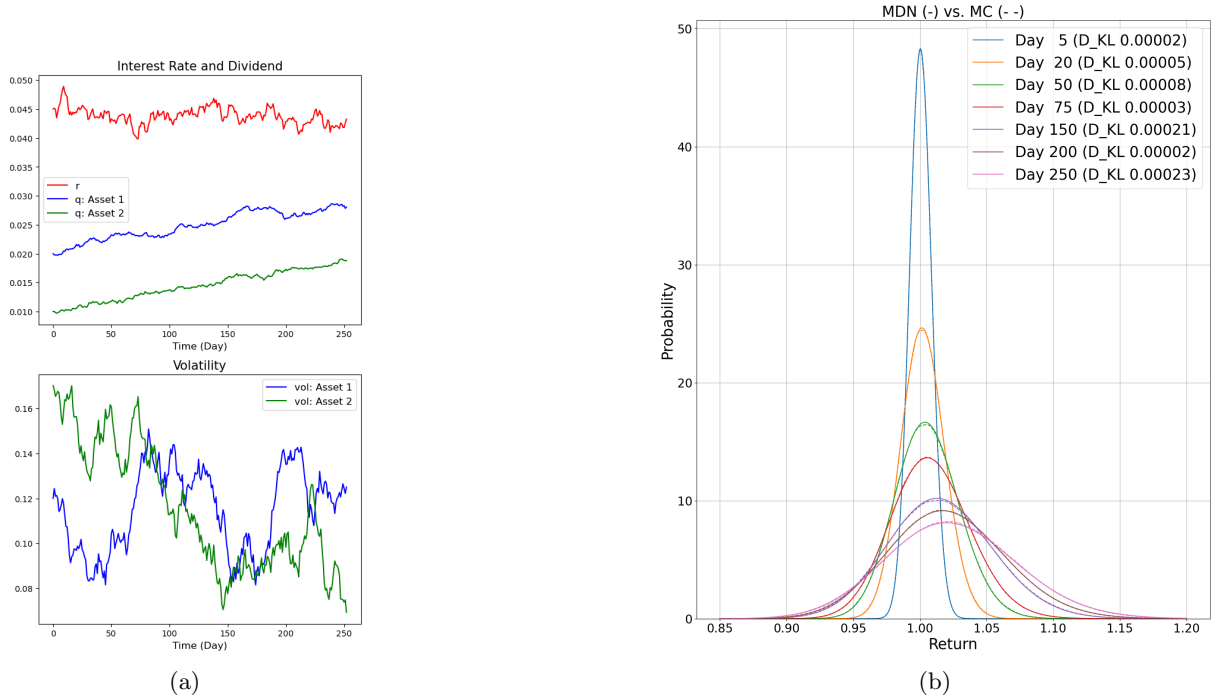 Interest Rate and Dividend
0.050
0.045
0.040
0.035
0.030
0.025
0.020
0.015
0.010
r
q: Asset 1
q: Asset 2
0 50 100 150 200 250
Time (Day)
Volatility
0.16
0.14
0.12
0.10
0.08
vol: Asset 1
vol: Asset 2
0 50 100 150 200 250
Time (Day)
(a)
MDN (-) vs. MC (- -)
Probability
50
40
30
20
10
0
Day 5 (D_KL 0.00002)
Day 20 (D_KL 0.00005)
Day 50 (D_KL 0.00008)
Day 75 (D_KL 0.00003)
Day 150 (D_KL 0.00021)
Day 200 (D_KL 0.00002)
Day 250 (D_KL 0.00023)
0.85 0.90 0.95 1.00 1.05 1.10 1.15 1.20
Return
(b)